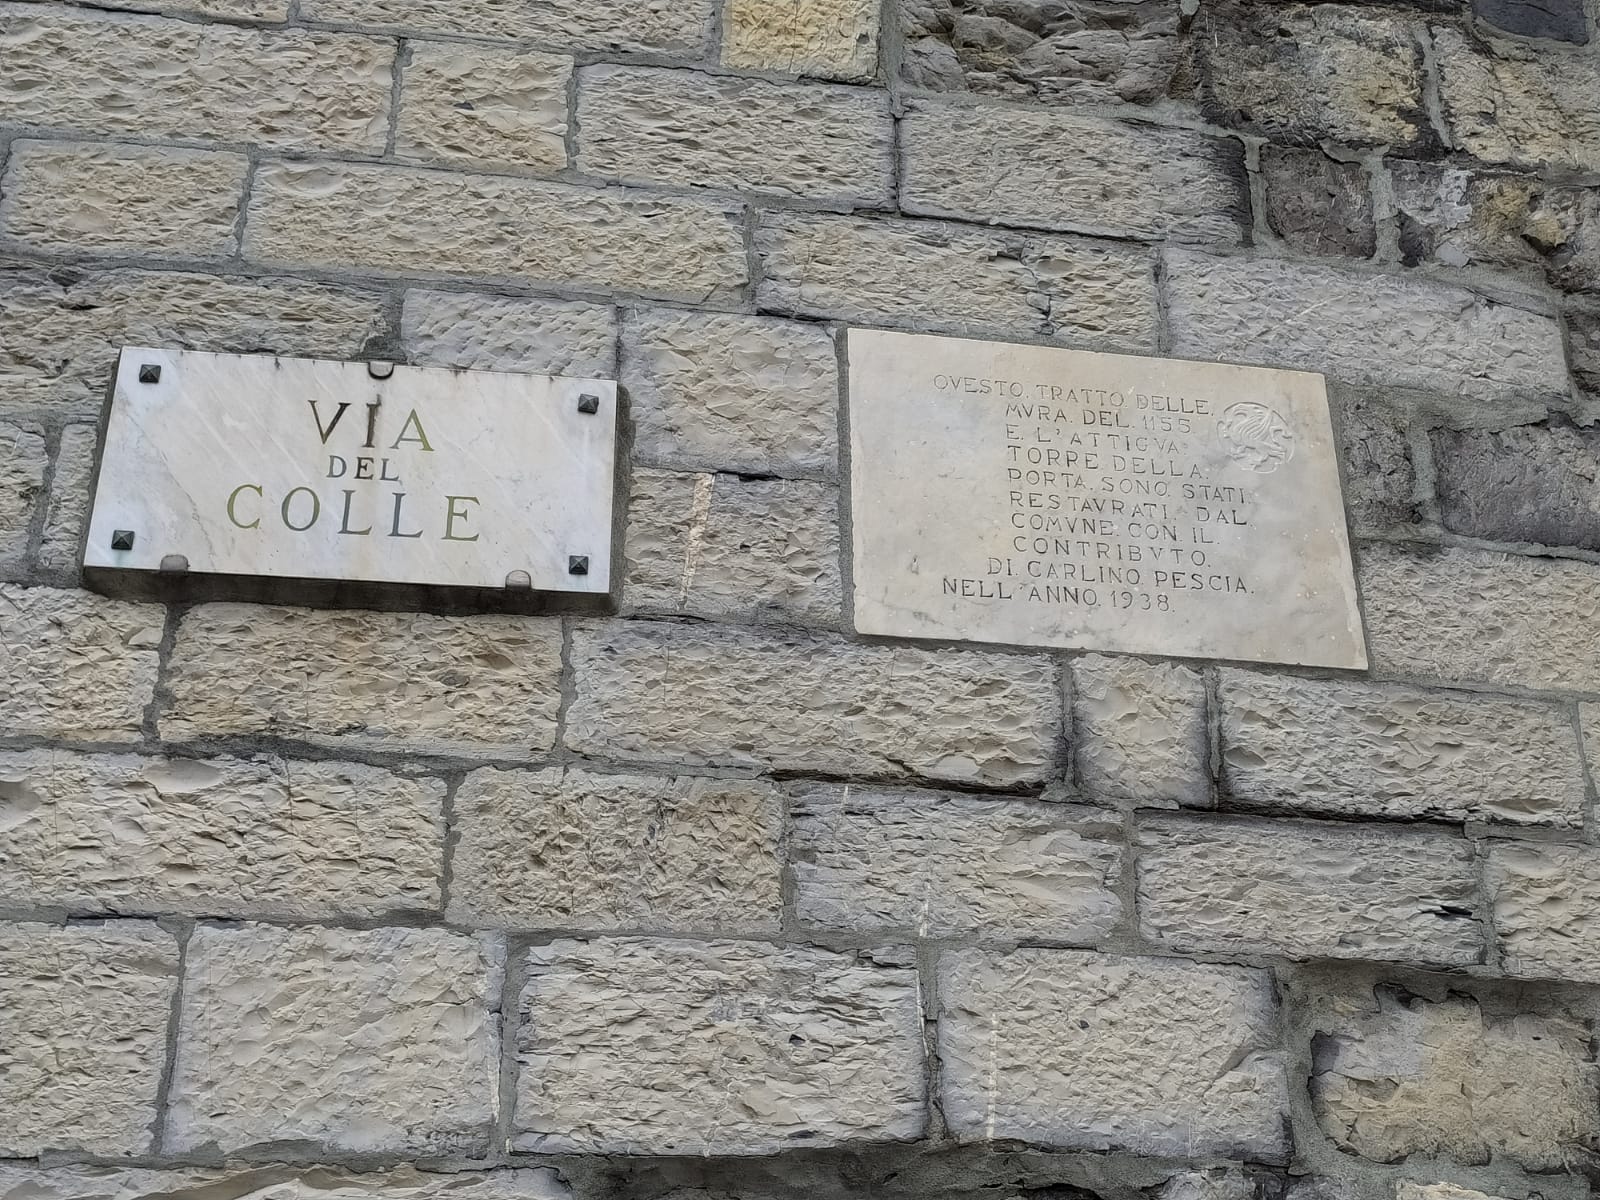 VIA
DEL
COLLE
QVESTO. TRATTO DELLE.
MVRA. DEL. 1155.
E. L'ATTIGVA.
TORRE. DELLA.
PORTA. SONO. STATI.
RESTAVRATI. DAL.
COMVNE. CON. IL.
CONTRIBVTO.
DI. CARLINO. PESCIA.
NELL'ANNO. 1938.